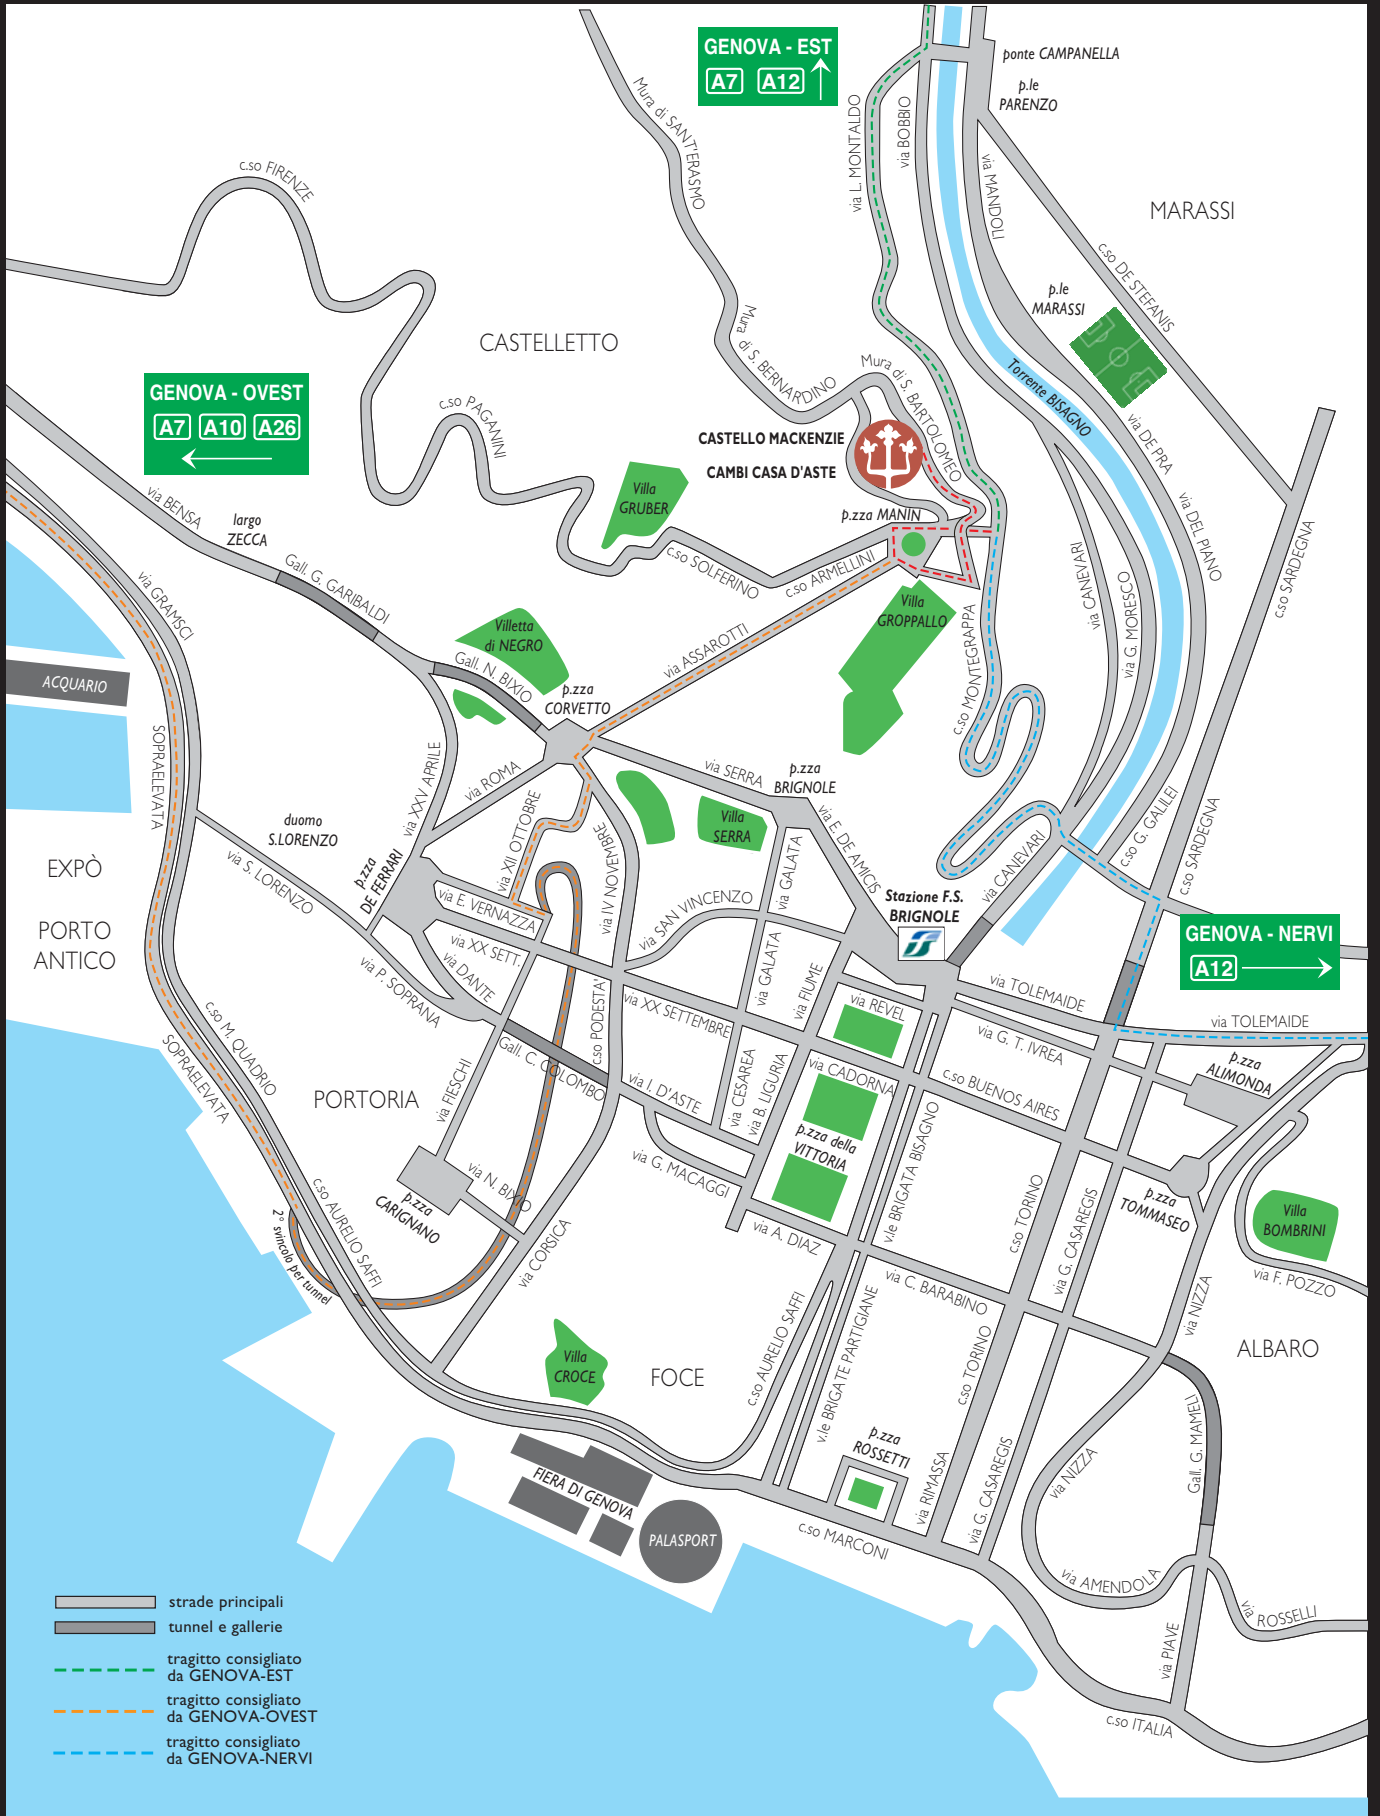 GENOVA - EST
A7 A12
ponte CAMPANELLA
p.le
PARENZO
via L. MONTALDO
via BOBBIO
via MANDOLI
Mura di SANT'ERASMO
c.so FIRENZE
MARASSI
c.so DE STEFANIS
p.le
MARASSI
Torrente BISAGNO
CASTELLETTO
Mura di S. BERNARDINO
Mura di S. BARTOLOMEO
GENOVA - OVEST
A7 A10 A26
c.so PAGANINI
CASTELLO MACKENZIE
CAMBI CASA D'ASTE
via DE PRA
via DEL PIANO
Villa
GRUBER
p.zza MANIN
via BENSA
largo
ZECCA
Gall. G. GARIBALDI
c.so SOLFERINO
c.so ARMELLINI
c.so SARDEGNA
via CANEVARI
via G. MORESCO
via GRAMSCI
Villa
GROPPALLO
Villetta
di NEGRO
Gall. N. BIXIO
via ASSAROTTI
c.so MONTEGRAPPA
ACQUARIO
p.zza
CORVETTO
SOPRAELEVATA
via XXV APRILE
via ROMA
via SERRA
p.zza
BRIGNOLE
via XII OTTOBRE
Villa
SERRA
via E. DE AMICIS
c.so G. GALILEI
c.so SARDEGNA
duomo
S.LORENZO
via S. LORENZO
p.zza
DE FERRARI
via IV NOVEMBRE
via GALATA
via CANEVARI
EXPÒ
via E. VERNAZZA
via SAN VINCENZO
Stazione F.S.
BRIGNOLE
PORTO
ANTICO
via XX SETT.
GENOVA - NERVI
A12
via P. SOPRANA
via DANTE
via GALATA
via FIUME
via TOLEMAIDE
c.so PODESTA'
via XX SETTEMBRE
via REVEL
via TOLEMAIDE
via G. T. IVREA
c.so M. QUADRIO
SOPRAELEVATA
Gall. C. COLOMBO
via FIESCHI
via I. D'ASTE
via CESAREA
via B. LIGURIA
via CADORNA
c.so BUENOS AIRES
p.zza
ALIMONDA
PORTORIA
p.zza della
VITTORIA
v.le BRIGATA BISAGNO
via G. MACAGGI
via N. BIXIO
p.zza
CARIGNANO
c.so AURELIO SAFFI
2° svincolo per tunnel
via CORSICA
via A. DIAZ
c.so TORINO
via G. CASAREGIS
p.zza
TOMMASEO
Villa
BOMBRINI
via F. POZZO
via C. BARABINO
via NIZZA
c.so AURELIO SAFFI
v.le BRIGATE PARTIGIANE
c.so TORINO
ALBARO
Villa
CROCE
FOCE
Gall. G. MAMELI
p.zza
ROSSETTI
via NIZZA
via RIMASSA
via G. CASAREGIS
FIERA DI GENOVA
PALASPORT
c.so MARCONI
via AMENDOLA
via ROSSELLI
via PIAVE
c.so ITALIA
strade principali
tunnel e gallerie
tragitto consigliato
da GENOVA-EST
tragitto consigliato
da GENOVA-OVEST
tragitto consigliato
da GENOVA-NERVI